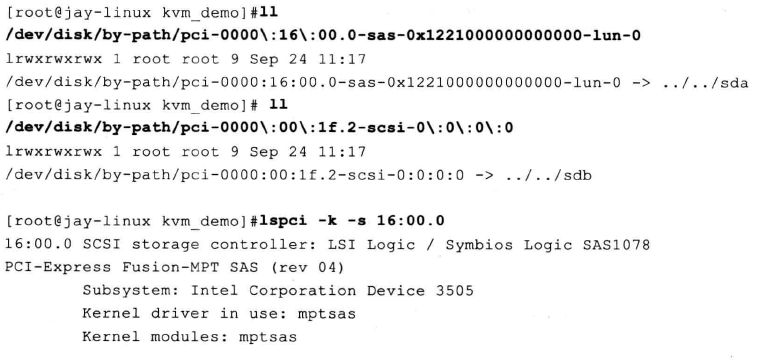 [root@jay-linux kvm_demo]#ll
/dev/disk/by-path/pci-0000\:16\:00.0-sas-0x1221000000000000-lun-0
lrwxrwxrwx 1 root root 9 Sep 24 11:17
/dev/disk/by-path/pci-0000:16:00.0-sas-0x1221000000000000-lun-0 -> ../../sda
[root@jay-linux kvm_demo]# ll
/dev/disk/by-path/pci-0000\:00\:1f.2-scsi-0\:0\:0\:0
lrwxrwxrwx 1 root root 9 Sep 24 11:17
/dev/disk/by-path/pci-0000:00:1f.2-scsi-0:0:0:0 -> ../../sdb
[root@jay-linux kvm_demo]#lspci -k -s 16:00.0
16:00.0 SCSI storage controller: LSI Logic / Symbios Logic SAS1078
PCI-Express Fusion-MPT SAS (rev 04)
Subsystem: Intel Corporation Device 3505
Kernel driver in use: mptsas
Kernel modules: mptsas